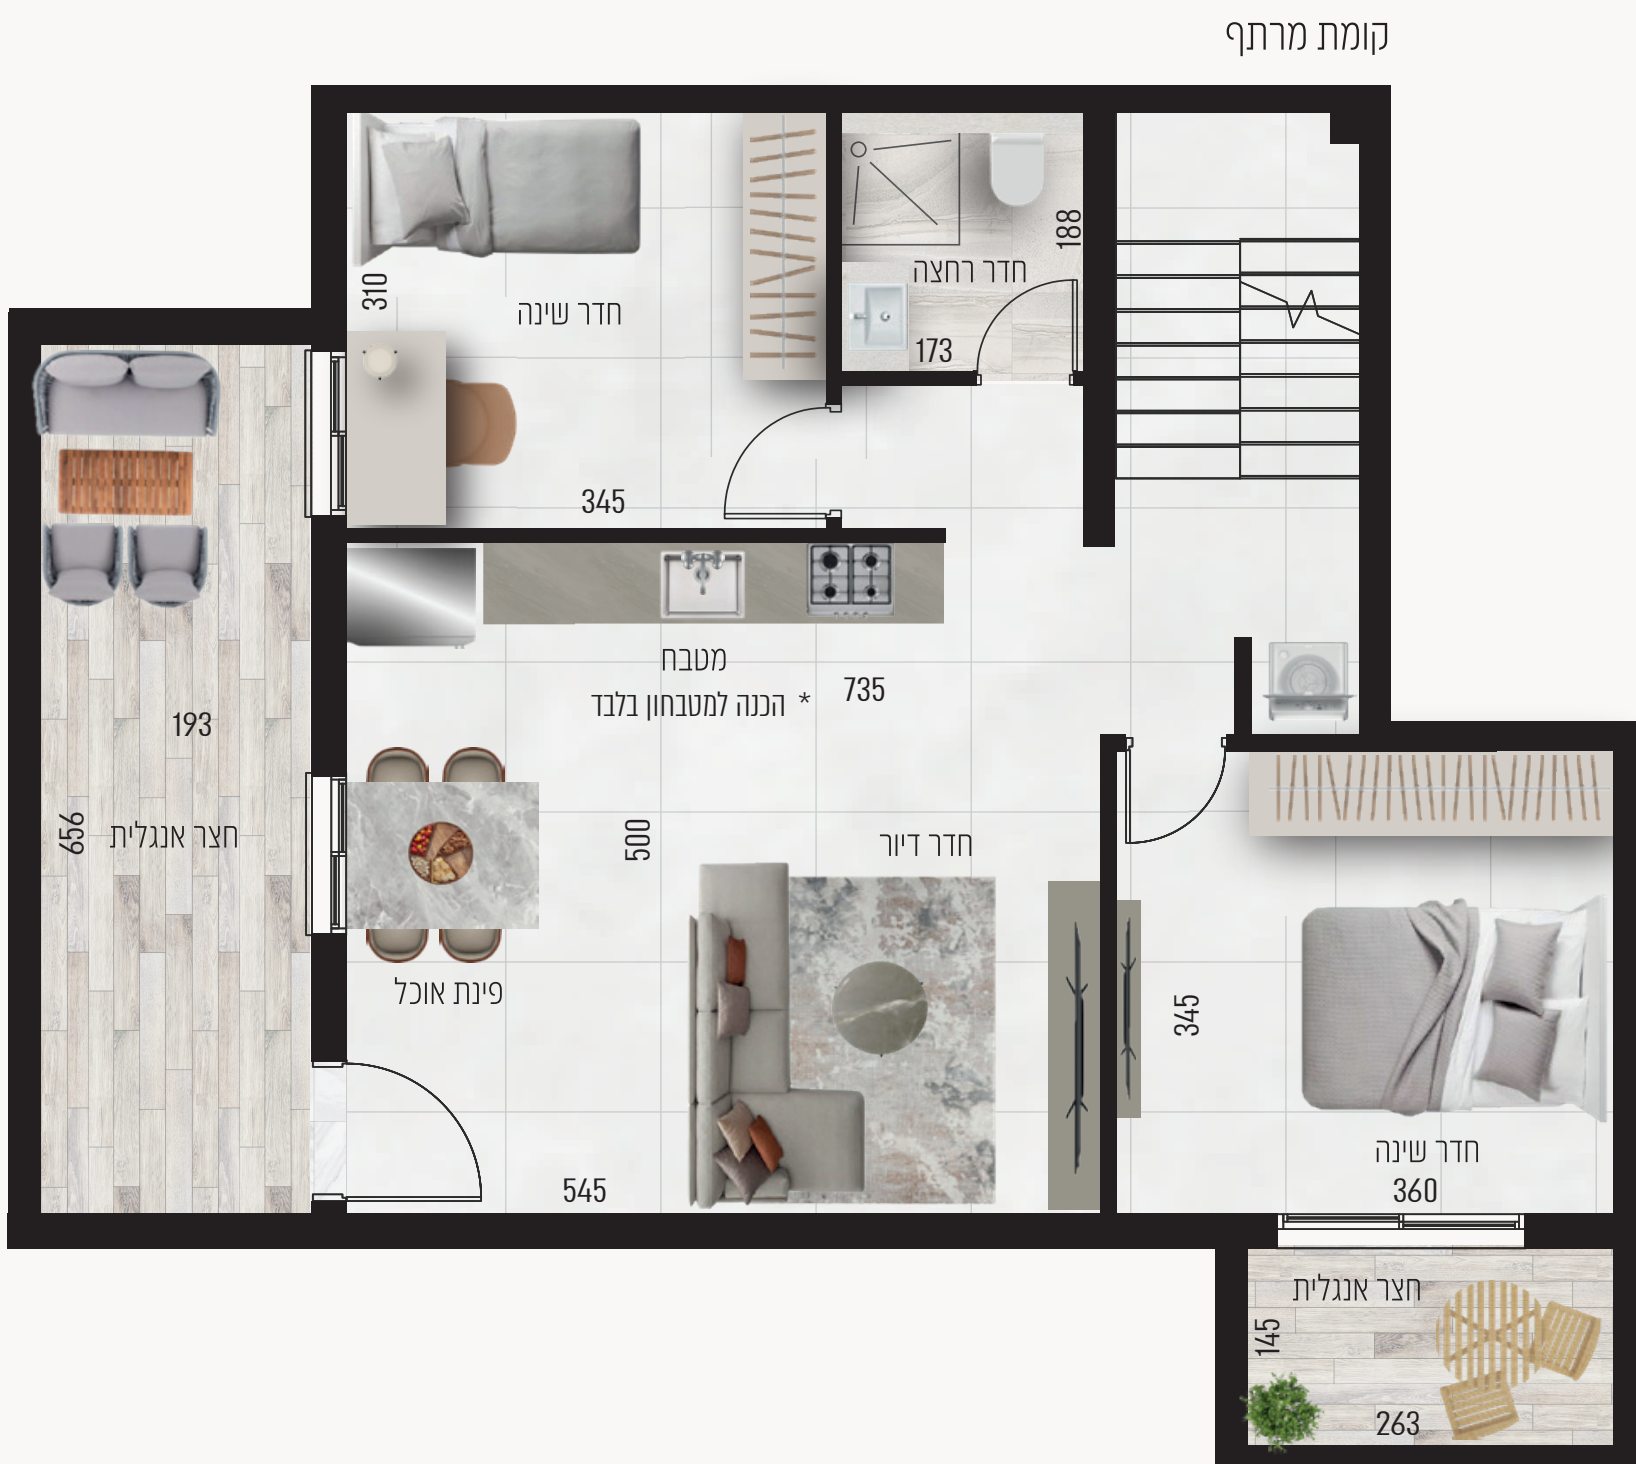 קומת מרתף
188
חדר רחצה
310
חדר שינה
173
345
מטבח
735
* הכנה למטבחון בלבד
193
656
חצר אנגלית
500
חדר דיור
פינת אוכל
345
חדר שינה
545
360
חצר אנגלית
145
263